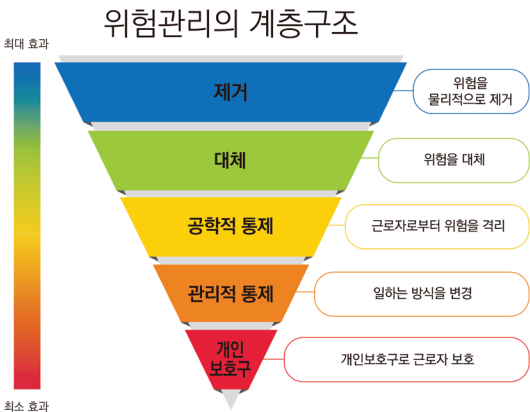 위험관리의 계층구조
최대 효과
제거
위험을
물리적으로 제거
대체
위험을 대체
공학적 통제
근로자로부터 위험을 격리
관리적 통제
일하는 방식을 변경
개인
보호구
개인보호구로 근로자 보호
최소 효과